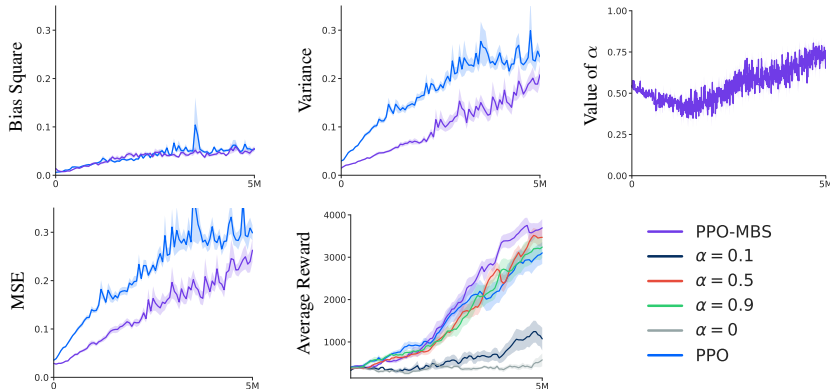 Bias Square
0.3
0.2
0.1
0.0
0
5M
Variance
0.3
0.2
0.1
0.0
0
5M
Value of α
1.00
0.75
0.50
0.25
0.00
0
5M
MSE
0.3
0.2
0.1
0.0
0
5M
Average Reward
4000
3000
2000
1000
0
5M
PPO-MBS
α = 0.1
α = 0.5
α = 0.9
α = 0
PPO